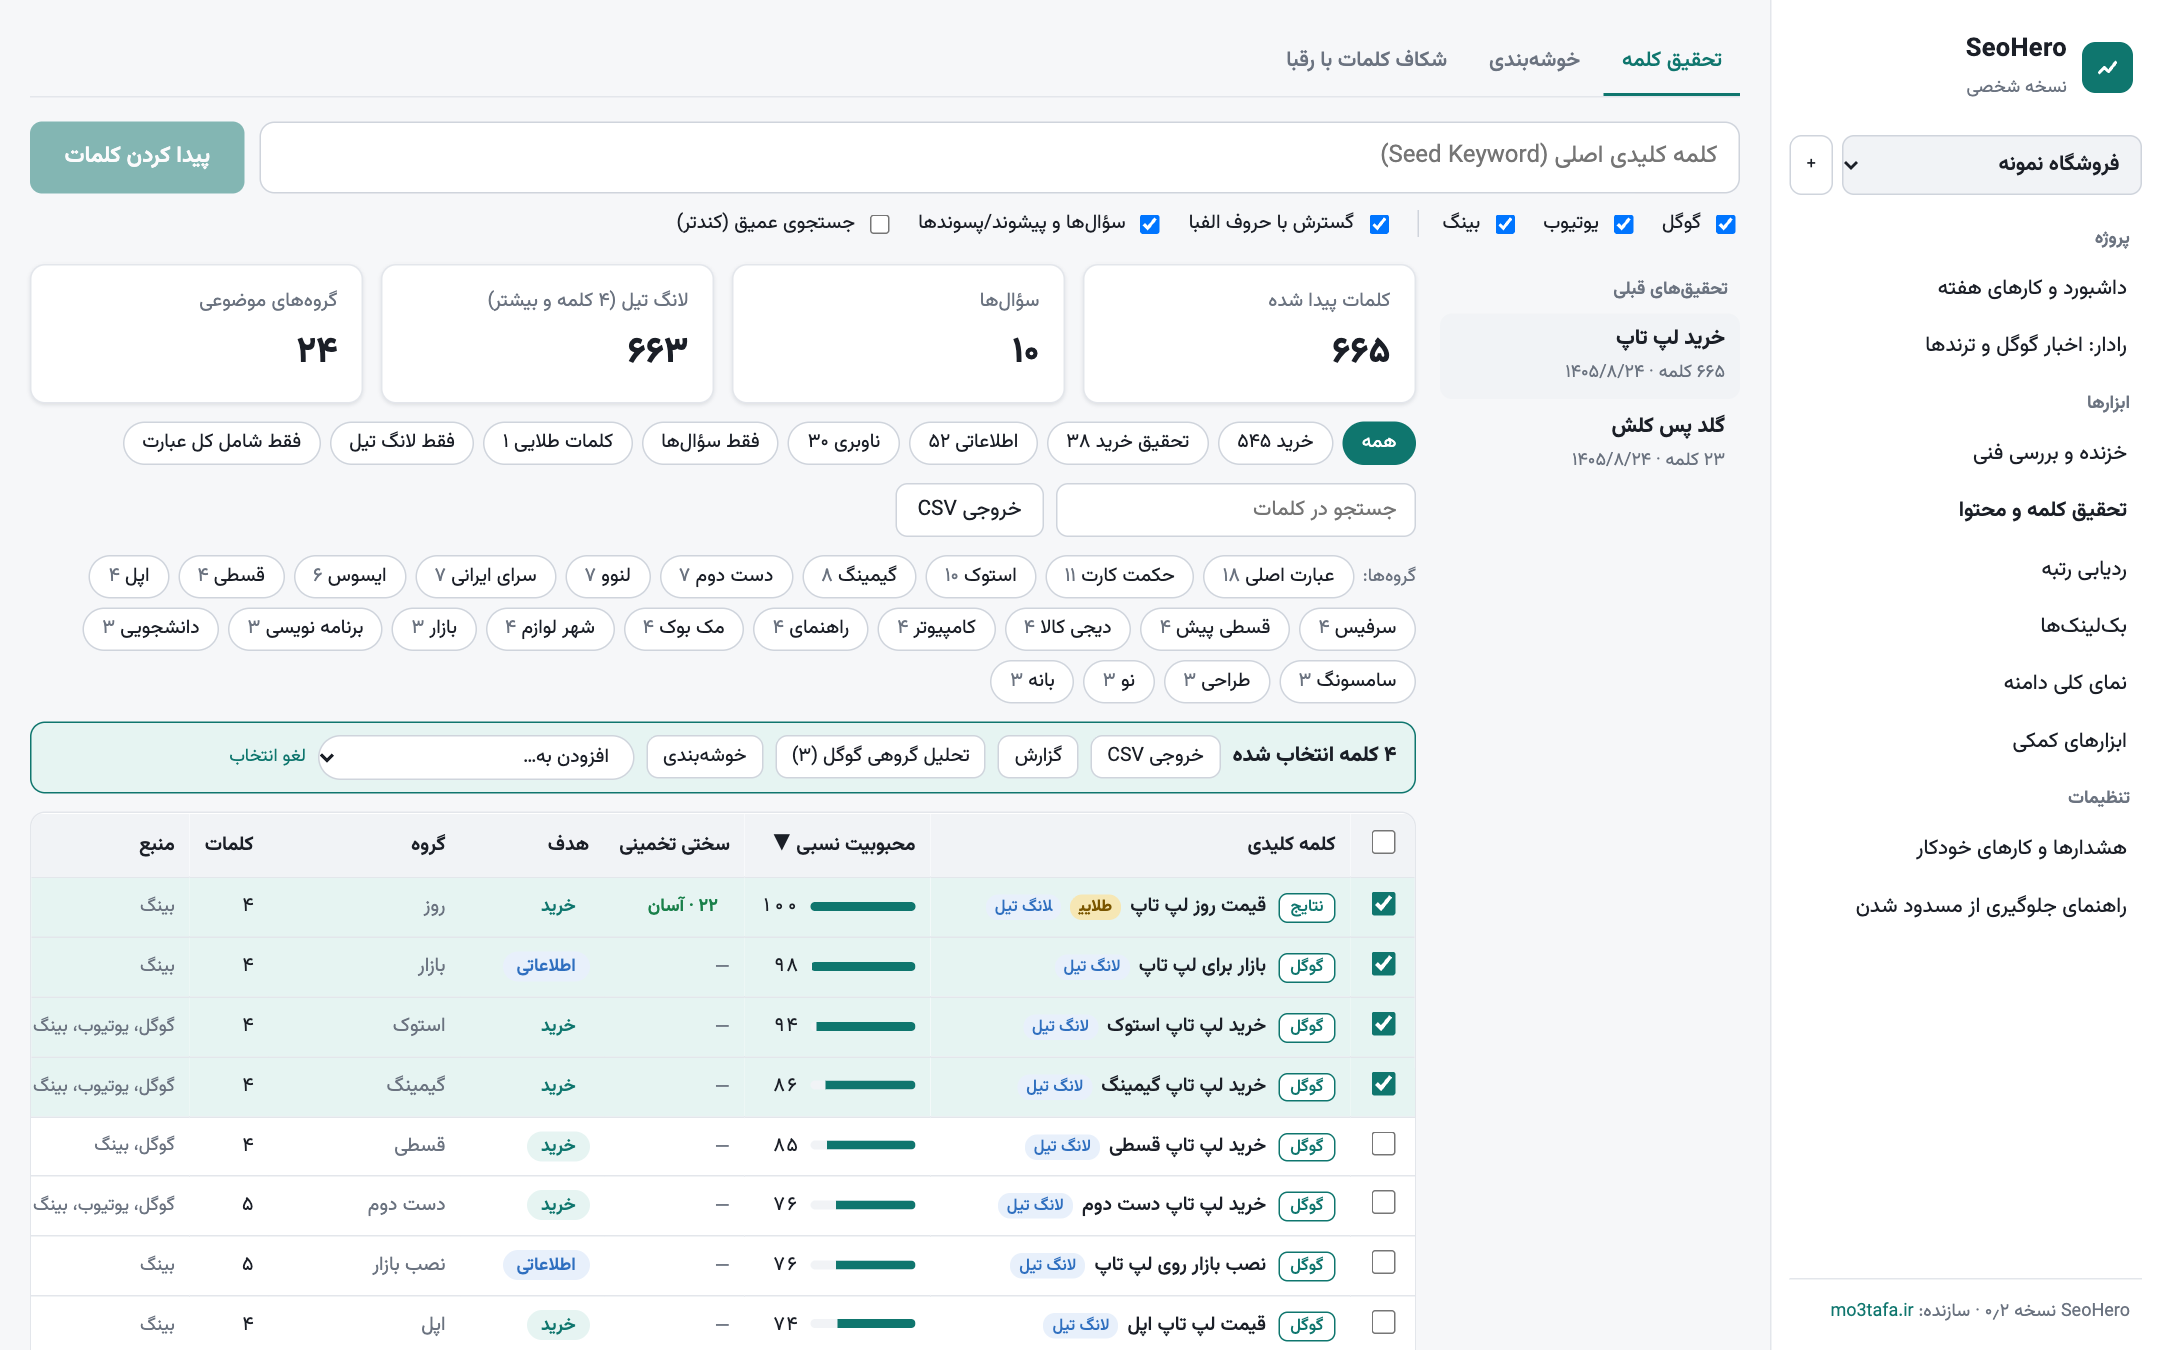 SeoHero
نسخه شخصی
فروشگاه نمونه
+
پروژه
داشبورد و کارهای هفته
رادار: اخبار گوگل و ترندها
ابزارها
خزنده و بررسی فنی
تحقیق کلمه و محتوا
ردیابی رتبه
بک‌لینک‌ها
نمای کلی دامنه
ابزارهای کمکی
تنظیمات
هشدارها و کارهای خودکار
راهنمای جلوگیری از مسدود شدن
SeoHero نسخه ۰٫۲ · سازنده: mo3tafa.ir
تحقیق کلمه خوشه‌بندی شکاف کلمات با رقبا
کلمه کلیدی اصلی (Seed Keyword) پیدا کردن کلمات
گوگل یوتیوب بینگ گسترش با حروف الفبا سؤال‌ها و پیشوند/پسوندها جستجوی عمیق (کندتر)
تحقیق‌های قبلی
خرید لپ تاپ
۶۶۵ کلمه · ۱۴۰۵/۸/۲۴
گلد پس کلش
۲۳ کلمه · ۱۴۰۵/۸/۲۴
کلمات پیدا شده سؤال‌ها لانگ تیل (۴ کلمه و بیشتر) گروه‌های موضوعی
۶۶۵ ۱۰ ۶۶۳ ۲۴
همه خرید ۵۴۵ تحقیق خرید ۳۸ اطلاعاتی ۵۲ ناوبری ۳۰ فقط سؤال‌ها کلمات طلایی ۱ فقط لانگ تیل فقط شامل کل عبارت
جستجو در کلمات خروجی CSV
گروه‌ها: عبارت اصلی ۱۸ حکمت کارت ۱۱ استوک ۱۰ گیمینگ ۸ دست دوم ۷ لنوو ۷ سرای ایرانی ۷ ایسوس ۶ قسطی ۴ اپل ۴
سرفیس ۴ قسطی پیش ۴ دیجی کالا ۴ کامپیوتر ۴ راهنمای ۴ مک بوک ۴ شهر لوازم ۴ بازار ۳ برنامه نویسی ۳ دانشجویی ۳
سامسونگ ۳ طراحی ۳ نو ۳ بانه ۳
۴ کلمه انتخاب شده خروجی CSV گزارش تحلیل گروهی گوگل (۳) خوشه‌بندی افزودن به... لغو انتخاب
کلمه کلیدی محبوبیت نسبی ▼ سختی تخمینی هدف گروه کلمات منبع
نتایج قیمت روز لپ تاپ طلایی لانگ تیل ۱۰۰ ۲۲ · آسان خرید روز ۴ بینگ
گوگل بازار برای لپ تاپ لانگ تیل ۹۸ — اطلاعاتی بازار ۴ بینگ
گوگل خرید لپ تاپ استوک لانگ تیل ۹۴ — خرید استوک ۴ گوگل، یوتیوب، بینگ
گوگل خرید لپ تاپ گیمینگ لانگ تیل ۸۶ — خرید گیمینگ ۴ گوگل، یوتیوب، بینگ
گوگل خرید لپ تاپ قسطی لانگ تیل ۸۵ — خرید قسطی ۴ گوگل، بینگ
گوگل خرید لپ تاپ دست دوم لانگ تیل ۷۶ — خرید دست دوم ۵ گوگل، یوتیوب، بینگ
گوگل نصب بازار روی لپ تاپ لانگ تیل ۷۶ — اطلاعاتی نصب بازار ۵ بینگ
گوگل قیمت لپ تاپ اپل لانگ تیل ۷۴ — خرید اپل ۴ بینگ